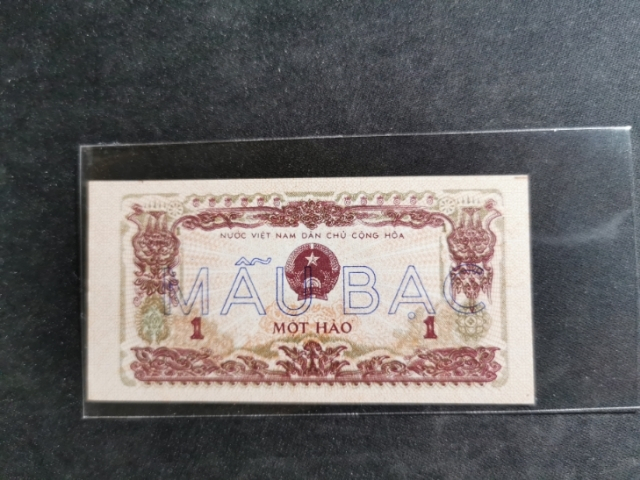 NƯỚC VIỆT NAM DÂN CHỦ CỘNG HÒA
MẪU BẠC
1 MỘT HÀO 1